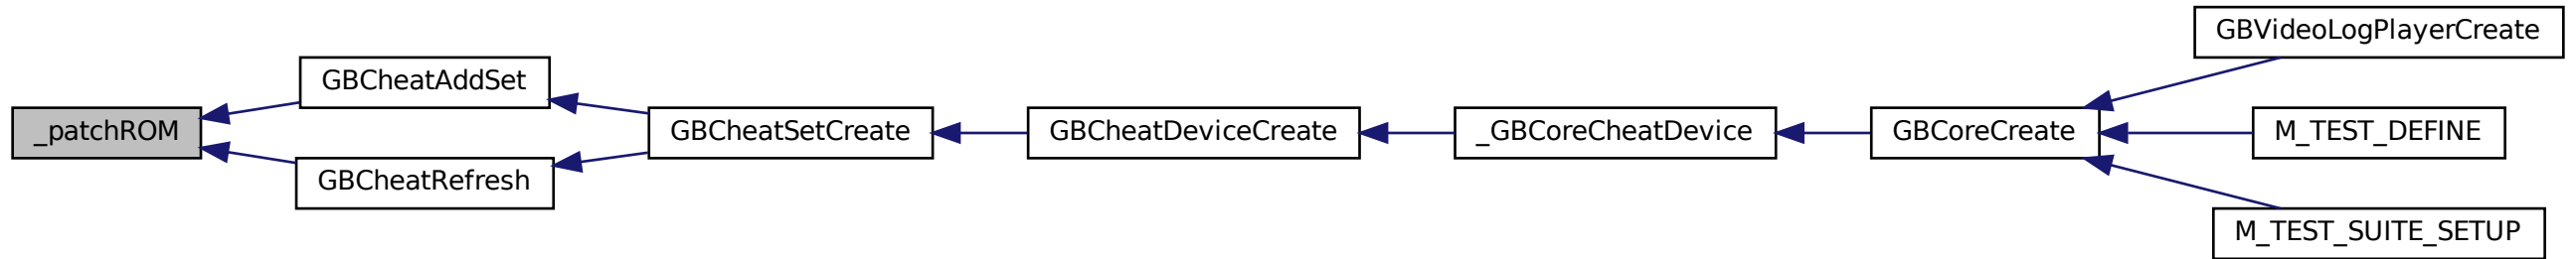 _patchROM
GBCheatAddSet
GBCheatRefresh
GBCheatSetCreate
GBCheatDeviceCreate
_GBCoreCheatDevice
GBCoreCreate
GBVideoLogPlayerCreate
M_TEST_DEFINE
M_TEST_SUITE_SETUP